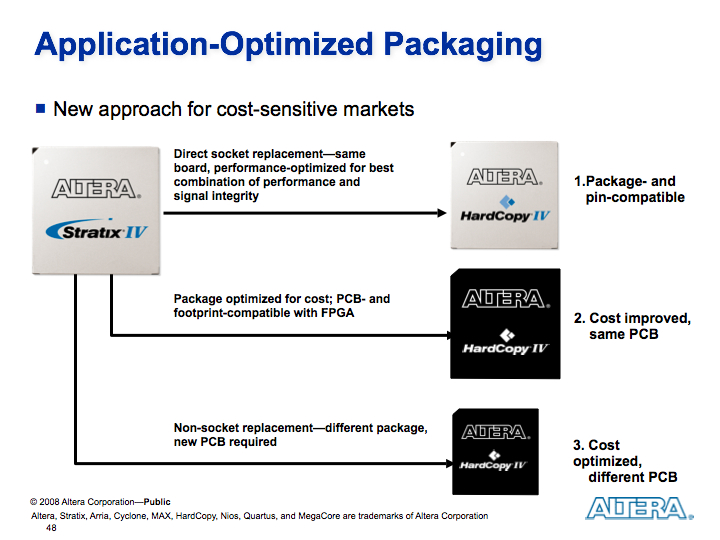 Application-Optimized Packaging
New approach for cost-sensitive markets
Direct socket replacement—same
board, performance-optimized for best
combination of performance and
signal integrity
ALTERA®
Stratix IV
ALTERA®
HardCopy IV
1.Package- and
pin-compatible
Package optimized for cost; PCB- and
footprint-compatible with FPGA
ALTERA®
HardCopy IV
2. Cost improved,
same PCB
Non-socket replacement—different package,
new PCB required
ALTERA®
HardCopy IV
3. Cost
optimized,
different PCB
© 2008 Altera Corporation—Public
Altera, Stratix, Arria, Cyclone, MAX, HardCopy, Nios, Quartus, and MegaCore are trademarks of Altera Corporation
48
ALTERA®